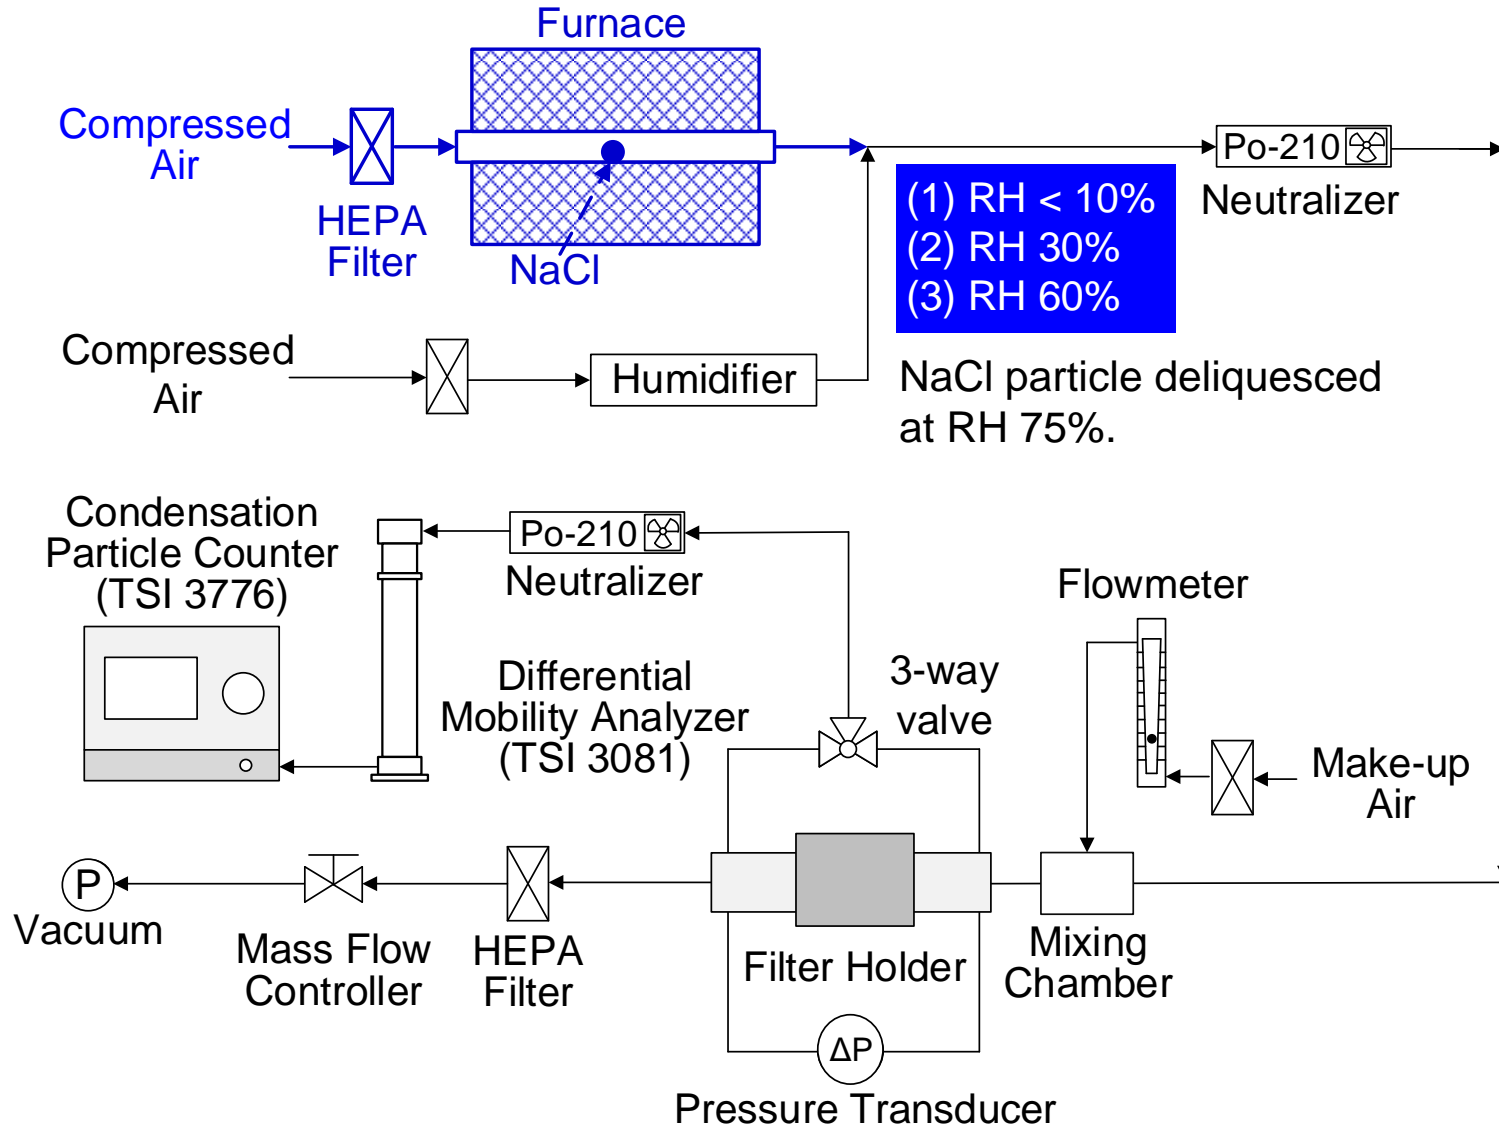 Furnace
Compressed
Air
HEPA
Filter
NaCl
Po-210
Neutralizer
(1) RH < 10%
(2) RH 30%
(3) RH 60%
Compressed
Air
Humidifier
NaCl particle deliquesced
at RH 75%.
Condensation
Particle Counter
(TSI 3776)
Po-210
Neutralizer
Differential
Mobility Analyzer
(TSI 3081)
3-way
valve
Flowmeter
Make-up
Air
P
Vacuum
Mass Flow
Controller
HEPA
Filter
Filter Holder
Mixing
Chamber
ΔP
Pressure Transducer